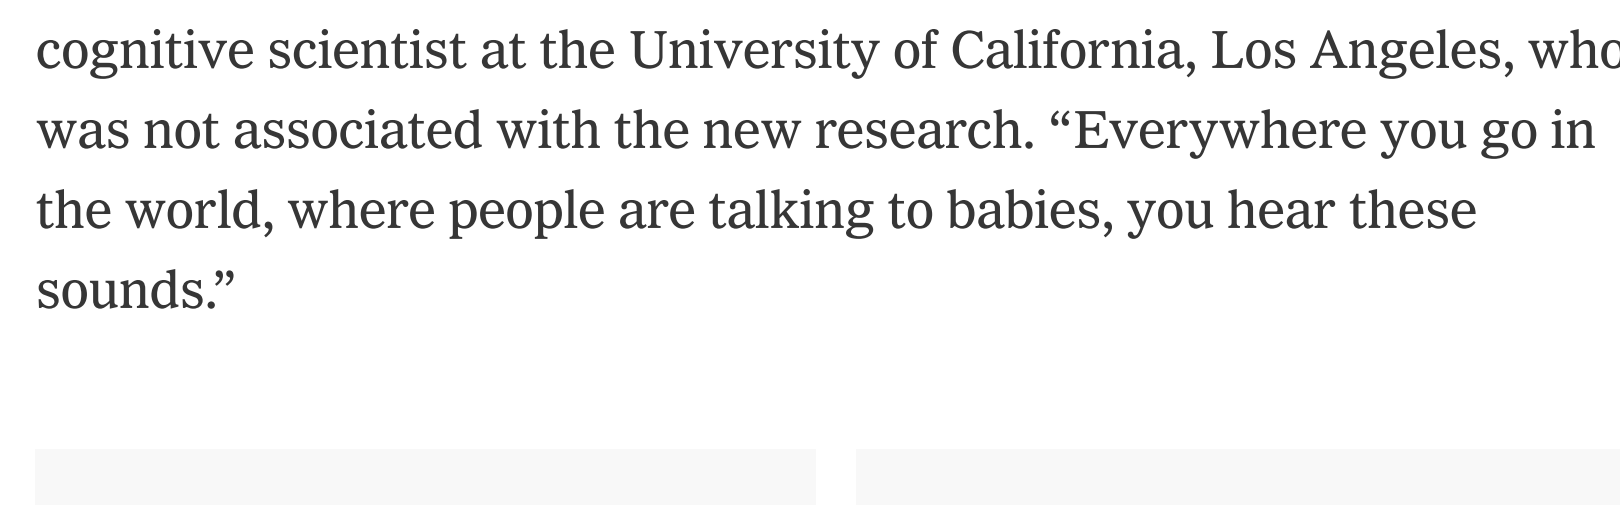 cognitive scientist at the University of California, Los Angeles, who
was not associated with the new research. “Everywhere you go in
the world, where people are talking to babies, you hear these
sounds.”